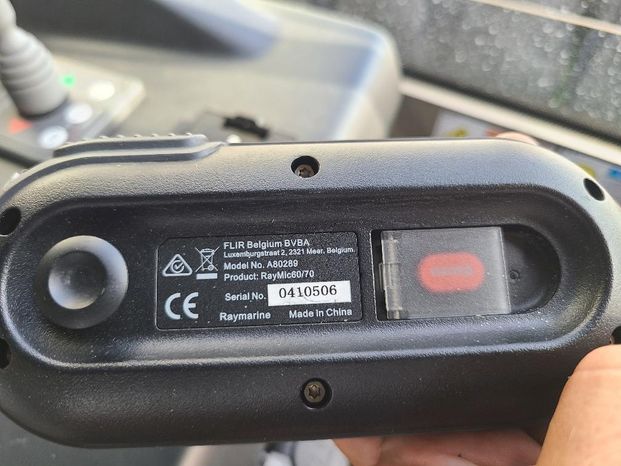 FLIR Belgium BVBA
Luxemburgstraat 2, 2321 Meer. Belgium.
Model No. A80289
Product: RayMic60/70
CE
Serial No. 0410506
Raymarine Made in China